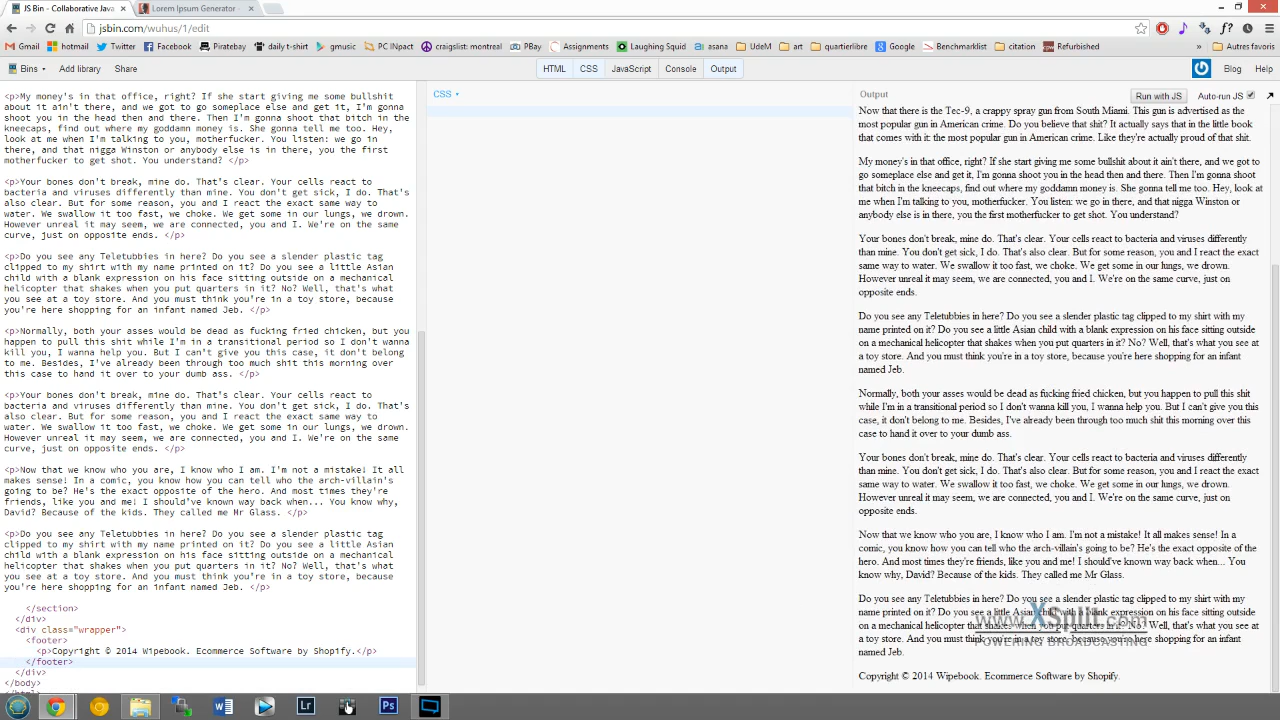 JS Bin - Collaborative Java
Lorem Ipsum Generator -
jsbin.com/wuhus/1/edit
Gmail hotmail Twitter Facebook Piratebay daily t-shirt gmusic PC INpact craigslist: montreal PBay Assignments Laughing Squid asana UdeM art quartierlibre Google Benchmarklist citation Refurbished » Autres favoris
Bins Add library Share HTML CSS JavaScript Console Output Blog Help
<p>My money's in that office, right? If she start giving me some bullshit
about it ain't there, and we got to go someplace else and get it, I'm gonna
shoot you in the head then and there. Then I'm gonna shoot that bitch in the
kneecaps, find out where my goddamn money is. She gonna tell me too. Hey,
look at me when I'm talking to you, motherfucker. You listen: we go in
there, and that nigga Winston or anybody else is in there, you the first
motherfucker to get shot. You understand? </p>
<p>Your bones don't break, mine do. That's clear. Your cells react to
bacteria and viruses differently than mine. You don't get sick, I do. That's
also clear. But for some reason, you and I react the exact same way to
water. We swallow it too fast, we choke. We get some in our lungs, we drown.
However unreal it may seem, we are connected, you and I. We're on the same
curve, just on opposite ends. </p>
<p>Do you see any Teletubbies in here? Do you see a slender plastic tag
clipped to my shirt with my name printed on it? Do you see a little Asian
child with a blank expression on his face sitting outside on a mechanical
helicopter that shakes when you put quarters in it? No? Well, that's what
you see at a toy store. And you must think you're in a toy store, because
you're here shopping for an infant named Jeb. </p>
<p>Normally, both your asses would be dead as fucking fried chicken, but you
happen to pull this shit while I'm in a transitional period so I don't wanna
kill you, I wanna help you. But I can't give you this case, it don't belong
to me. Besides, I've already been through too much shit this morning over
this case to hand it over to your dumb ass. </p>
<p>Your bones don't break, mine do. That's clear. Your cells react to
bacteria and viruses differently than mine. You don't get sick, I do. That's
also clear. But for some reason, you and I react the exact same way to
water. We swallow it too fast, we choke. We get some in our lungs, we drown.
However unreal it may seem, we are connected, you and I. We're on the same
curve, just on opposite ends. </p>
<p>Now that we know who you are, I know who I am. I'm not a mistake! It all
makes sense! In a comic, you know how you can tell who the arch-villain's
going to be? He's the exact opposite of the hero. And most times they're
friends, like you and me! I should've known way back when... You know why,
David? Because of the kids. They called me Mr Glass. </p>
<p>Do you see any Teletubbies in here? Do you see a slender plastic tag
clipped to my shirt with my name printed on it? Do you see a little Asian
child with a blank expression on his face sitting outside on a mechanical
helicopter that shakes when you put quarters in it? No? Well, that's what
you see at a toy store. And you must think you're in a toy store, because
you're here shopping for an infant named Jeb. </p>
</section>
</div>
<div class="wrapper">
<footer>
<p>Copyright © 2014 Wipebook. Ecommerce Software by Shopify.</p>
</footer>
</div>
</body>
CSS
Output
Run with JS Auto-run JS
Now that there is the Tec-9, a crappy spray gun from South Miami. This gun is advertised as the
most popular gun in American crime. Do you believe that shit? It actually says that in the little book
that comes with it: the most popular gun in American crime. Like they're actually proud of that shit.
My money's in that office, right? If she start giving me some bullshit about it ain't there, and we got to
go someplace else and get it, I'm gonna shoot you in the head then and there. Then I'm gonna shoot
that bitch in the kneecaps, find out where my goddamn money is. She gonna tell me too. Hey, look at
me when I'm talking to you, motherfucker. You listen: we go in there, and that nigga Winston or
anybody else is in there, you the first motherfucker to get shot. You understand?
Your bones don't break, mine do. That's clear. Your cells react to bacteria and viruses differently
than mine. You don't get sick, I do. That's also clear. But for some reason, you and I react the exact
same way to water. We swallow it too fast, we choke. We get some in our lungs, we drown.
However unreal it may seem, we are connected, you and I. We're on the same curve, just on
opposite ends.
Do you see any Teletubbies in here? Do you see a slender plastic tag clipped to my shirt with my
name printed on it? Do you see a little Asian child with a blank expression on his face sitting outside
on a mechanical helicopter that shakes when you put quarters in it? No? Well, that's what you see at
a toy store. And you must think you're in a toy store, because you're here shopping for an infant
named Jeb.
Normally, both your asses would be dead as fucking fried chicken, but you happen to pull this shit
while I'm in a transitional period so I don't wanna kill you, I wanna help you. But I can't give you this
case, it don't belong to me. Besides, I've already been through too much shit this morning over this
case to hand it over to your dumb ass.
Your bones don't break, mine do. That's clear. Your cells react to bacteria and viruses differently
than mine. You don't get sick, I do. That's also clear. But for some reason, you and I react the exact
same way to water. We swallow it too fast, we choke. We get some in our lungs, we drown.
However unreal it may seem, we are connected, you and I. We're on the same curve, just on
opposite ends.
Now that we know who you are, I know who I am. I'm not a mistake! It all makes sense! In a
comic, you know how you can tell who the arch-villain's going to be? He's the exact opposite of the
hero. And most times they're friends, like you and me! I should've known way back when... You
know why, David? Because of the kids. They called me Mr Glass.
Do you see any Teletubbies in here? Do you see a slender plastic tag clipped to my shirt with my
name printed on it? Do you see a little Asian child with a blank expression on his face sitting outside
on a mechanical helicopter that shakes when you put quarters in it? No? Well, that's what you see at
a toy store. And you must think you're in a toy store, because you're here shopping for an infant
named Jeb.
Copyright © 2014 Wipebook. Ecommerce Software by Shopify.
www.XSplit.com
POWERING BROADCASTING
Lr
Ps